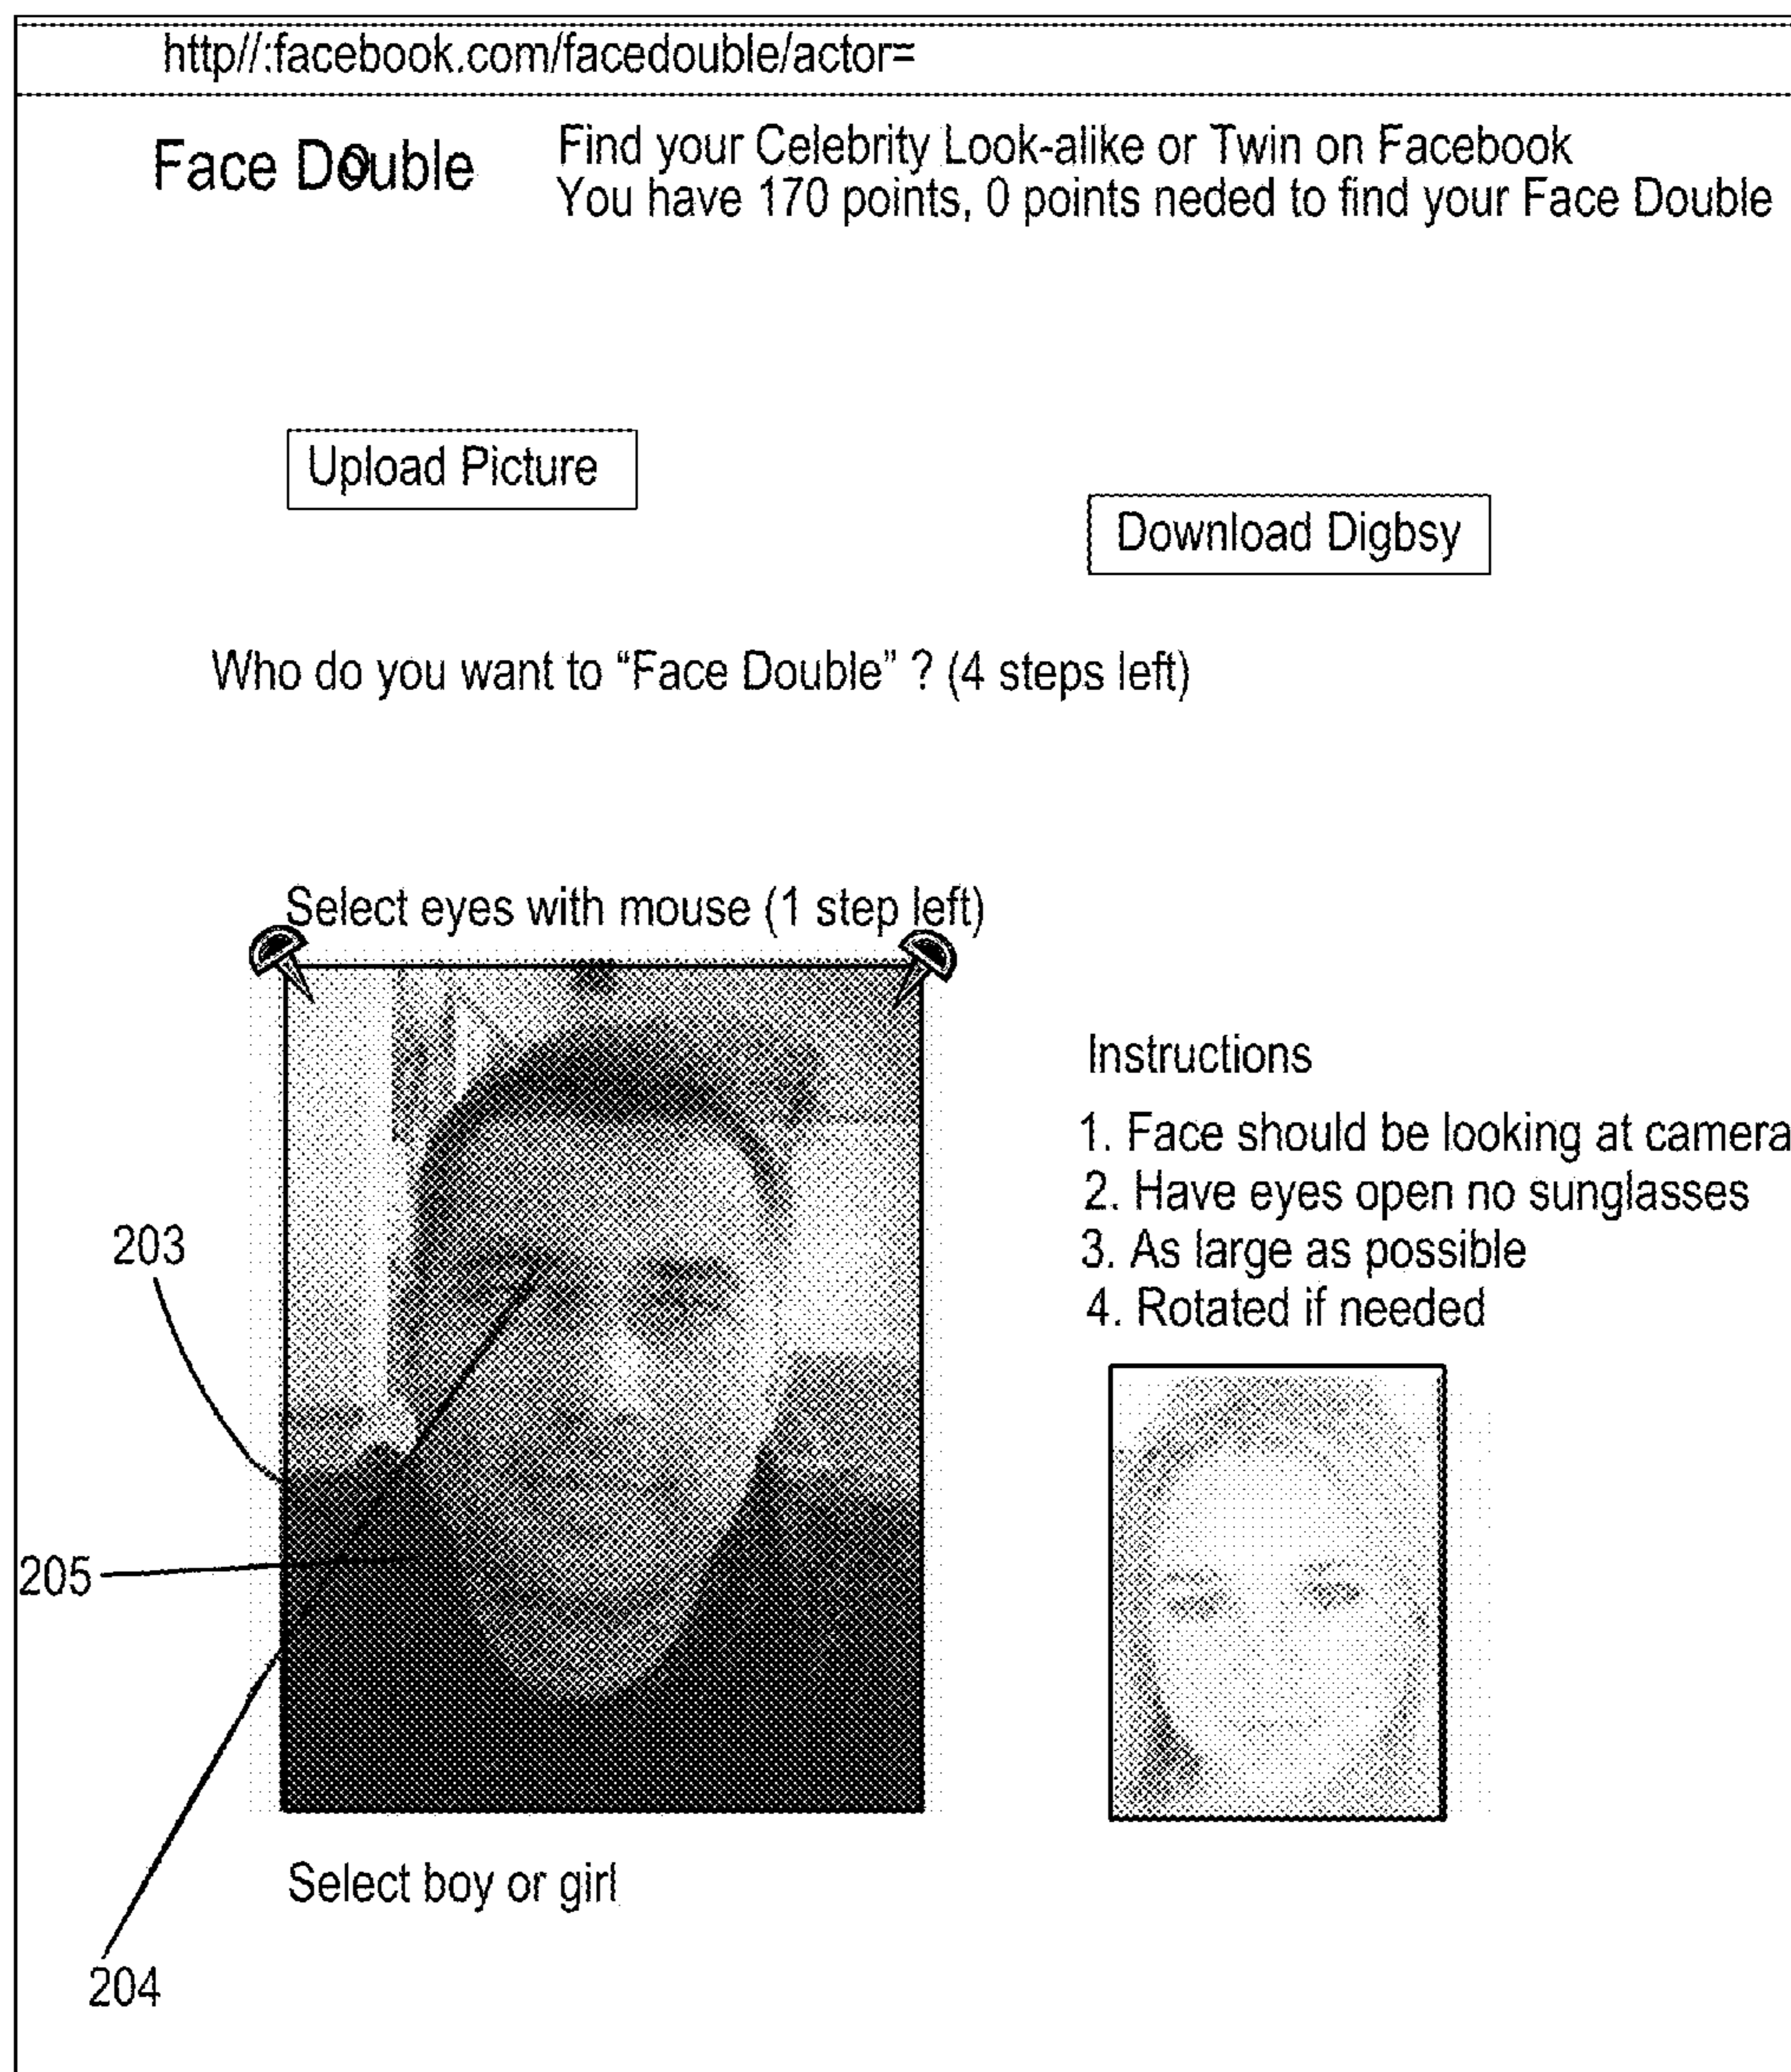 http//:facebook.com/facedouble/actor=
Face Double
Find your Celebrity Look-alike or Twin on Facebook
You have 170 points, 0 points neded to find your Face Double
Upload Picture
Download Digbsy
Who do you want to “Face Double” ? (4 steps left)
Select eyes with mouse (1 step left)
Instructions
1. Face should be looking at camera
2. Have eyes open no sunglasses
3. As large as possible
4. Rotated if needed
203
205
Select boy or girl
204